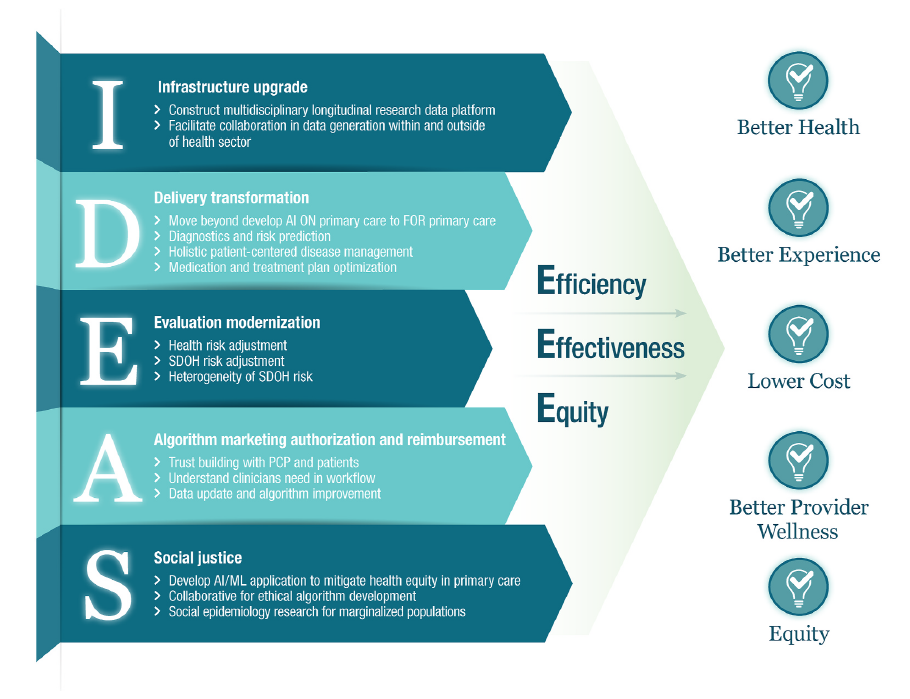 I
Infrastructure upgrade
> Construct multidisciplinary longitudinal research data platform
> Facilitate collaboration in data generation within and outside
of health sector
D
Delivery transformation
> Move beyond develop AI ON primary care to FOR primary care
> Diagnostics and risk prediction
> Holistic patient-centered disease management
> Medication and treatment plan optimization
E
Evaluation modernization
> Health risk adjustment
> SDOH risk adjustment
> Heterogeneity of SDOH risk
A
Algorithm marketing authorization and reimbursement
> Trust building with PCP and patients
> Understand clinicians need in workflow
> Data update and algorithm improvement
S
Social justice
> Develop AI/ML application to mitigate health equity in primary care
> Collaborative for ethical algorithm development
> Social epidemiology research for marginalized populations
Efficiency
Effectiveness
Equity
Better Health
Better Experience
Lower Cost
Better Provider
Wellness
Equity